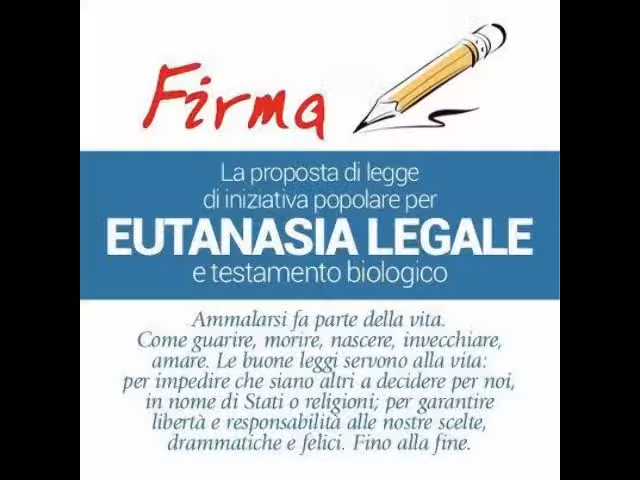 Firma
La proposta di legge
di iniziativa popolare per
EUTANASIA LEGALE
e testamento biologico
Ammalarsi fa parte della vita.
Come guarire, morire, nascere, invecchiare,
amare. Le buone leggi servono alla vita:
per impedire che siano altri a decidere per noi,
in nome di Stati o religioni; per garantire
libertà e responsabilità alle nostre scelte,
drammatiche e felici. Fino alla fine.